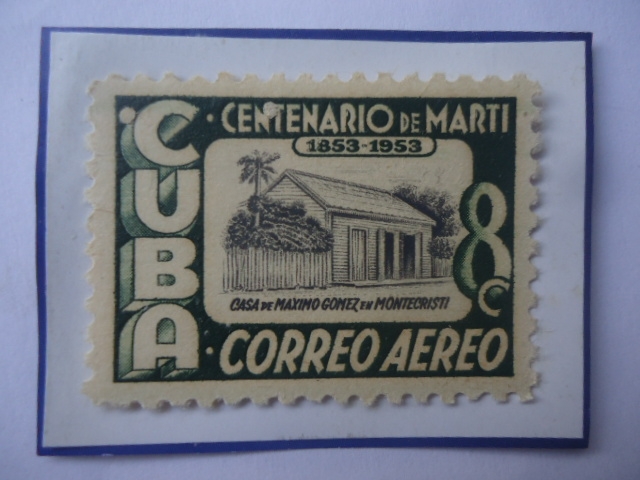 CUBA
CENTENARIO DE MARTI
1853-1953
8c
CASA DE MAXIMO GOMEZ EN MONTECRISTI
CORREO AEREO